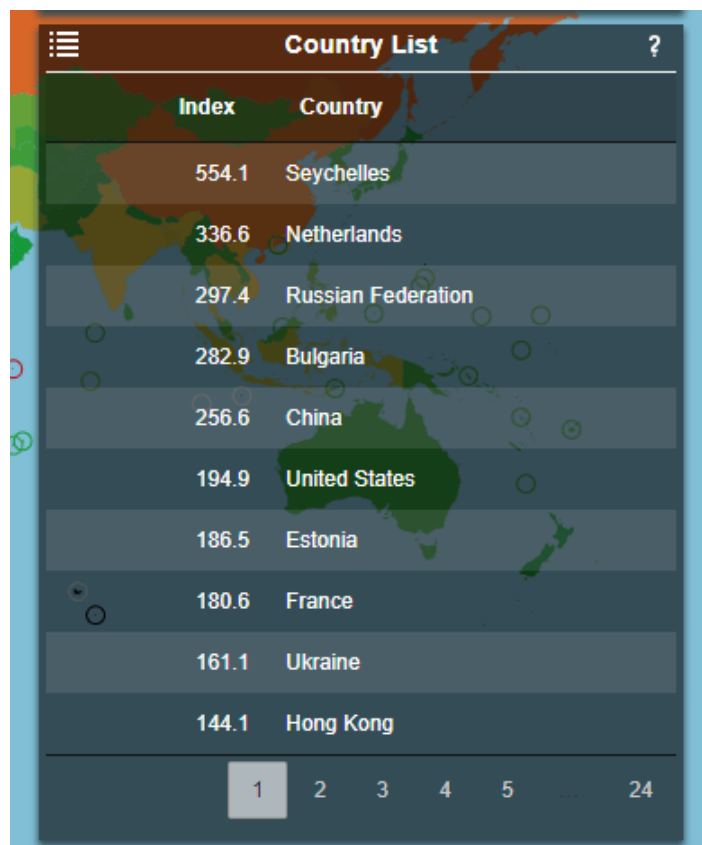 Country List ?
Index Country
554.1 Seychelles
336.6 Netherlands
297.4 Russian Federation
282.9 Bulgaria
256.6 China
194.9 United States
186.5 Estonia
180.6 France
161.1 Ukraine
144.1 Hong Kong
1 2 3 4 5 ... 24